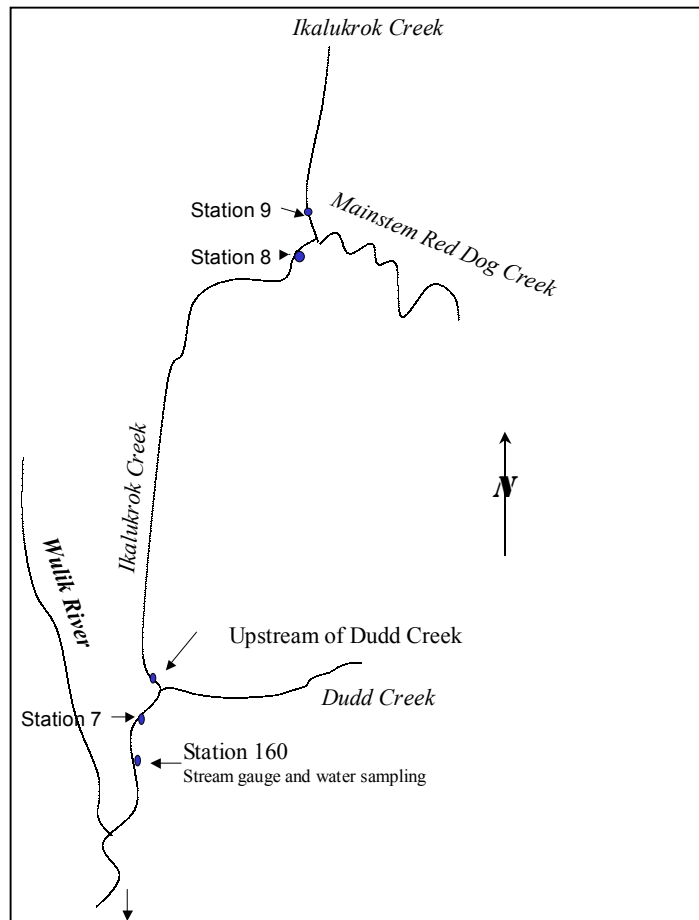 Ikalukrok Creek
Station 9
Mainstem Red Dog Creek
Station 8
Ikalukrok Creek
N
Wulik River
Upstream of Dudd Creek
Dudd Creek
Station 7
Station 160
Stream gauge and water sampling